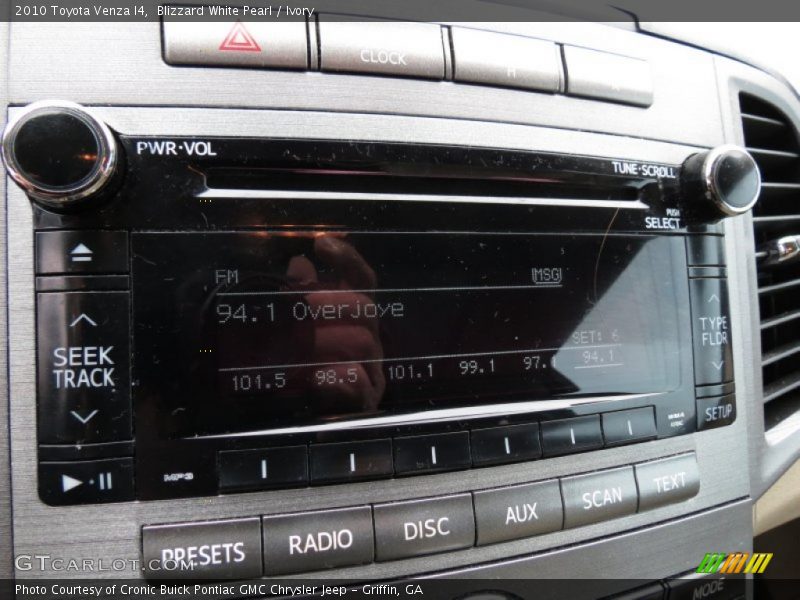 2010 Toyota Venza I4,  Blizzard White Pearl / Ivory
CLOCK
H
PWR·VOL
TUNE·SCROLL
PUSH
SELECT
FM
MSG
94.1 Overjoye
SEEK
TRACK
TYPE
FLDR
SET: 6
101.5 98.5 101.1 99.1 97.1 94.1
SETUP
MP3
PRESETS RADIO DISC AUX SCAN TEXT
MODE
GTCARLOT.COM
Photo Courtesy of Cronic Buick Pontiac GMC Chrysler Jeep - Griffin, GA